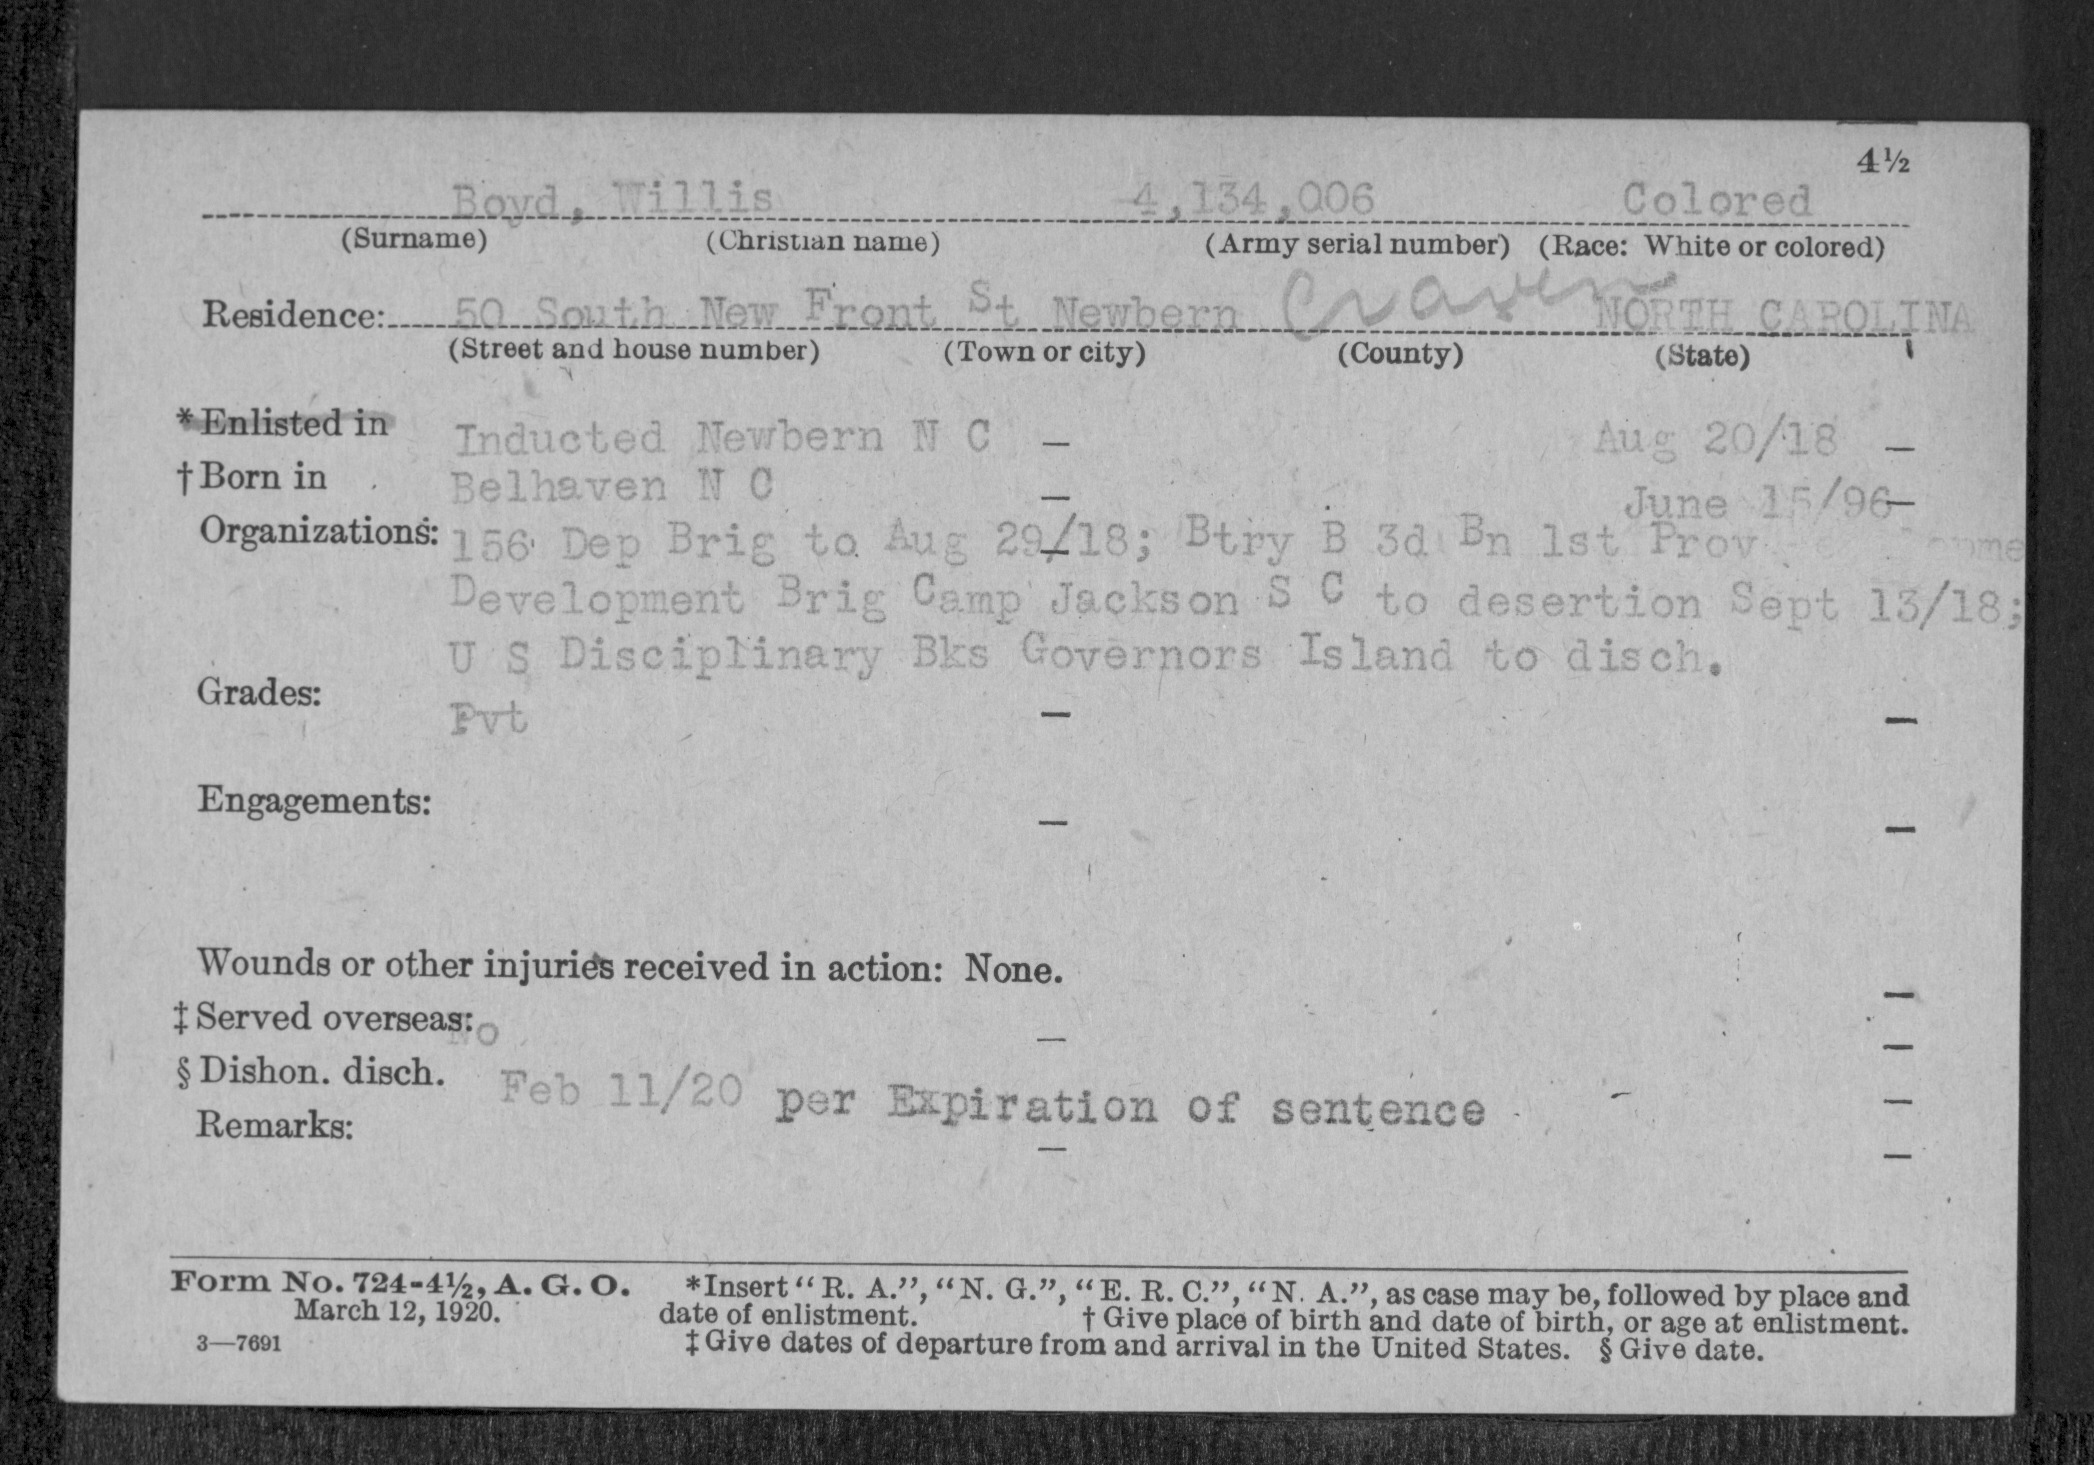 4½
Boyd, Willis 4,134,006 Colored
(Surname) (Christian name) (Army serial number) (Race: White or colored)
Residence: 50 South New Front St Newbern Craven NORTH CAROLINA
(Street and house number) (Town or city) (County) (State)
*Enlisted in Inducted Newbern N C — Aug 20/18 —
†Born in Belhaven N C — June 15/96—
Organizations: 156 Dep Brig to Aug 29/18; Btry B 3d Bn 1st Prov
Development Brig Camp Jackson S C to desertion Sept 13/18;
U S Disciplinary Bks Governors Island to disch.
Grades: Pvt — —
Engagements: — —
Wounds or other injuries received in action: None. —
‡Served overseas: No — —
§Dishon. disch. Feb 11/20 per Expiration of sentence - —
Remarks: — —
Form No. 724-4½, A. G. O. *Insert “R. A.”, “N. G.”, “E. R. C.”, “N. A.”, as case may be, followed by place and
March 12, 1920. date of enlistment. †Give place of birth and date of birth, or age at enlistment.
3—7691 ‡Give dates of departure from and arrival in the United States. §Give date.